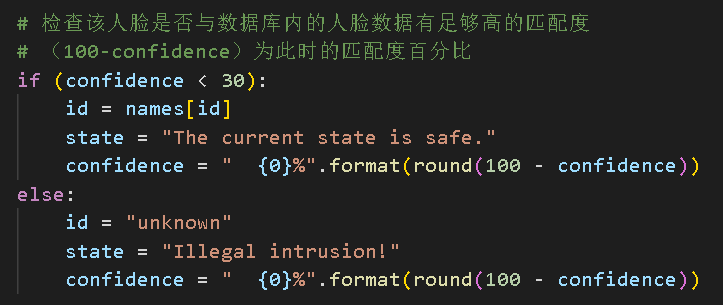 # 检查该人脸是否与数据库内的人脸数据有足够高的匹配度
# （100-confidence）为此时的匹配度百分比
if (confidence < 30):
    id = names[id]
    state = "The current state is safe."
    confidence = "  {0}%".format(round(100 - confidence))
else:
    id = "unknown"
    state = "Illegal intrusion!"
    confidence = "  {0}%".format(round(100 - confidence))